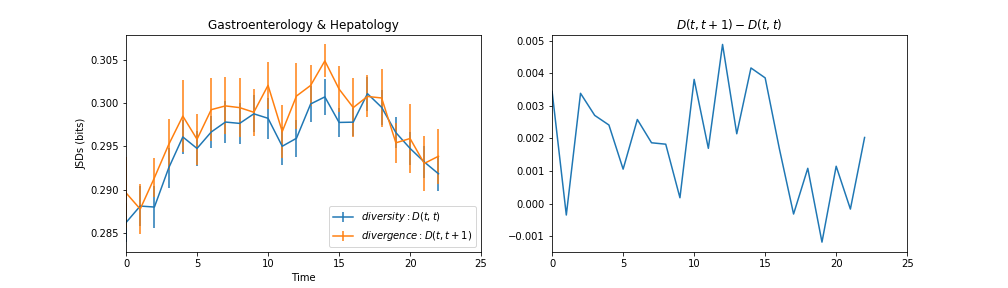 Gastroenterology & Hepatology
JSDs (bits)
0.305
0.300
0.295
0.290
0.285
0 5 10 15 20 25
Time
diversity: D(t, t)
divergence: D(t, t + 1)
D(t, t + 1) − D(t, t)
0.005
0.004
0.003
0.002
0.001
0.000
−0.001
0 5 10 15 20 25